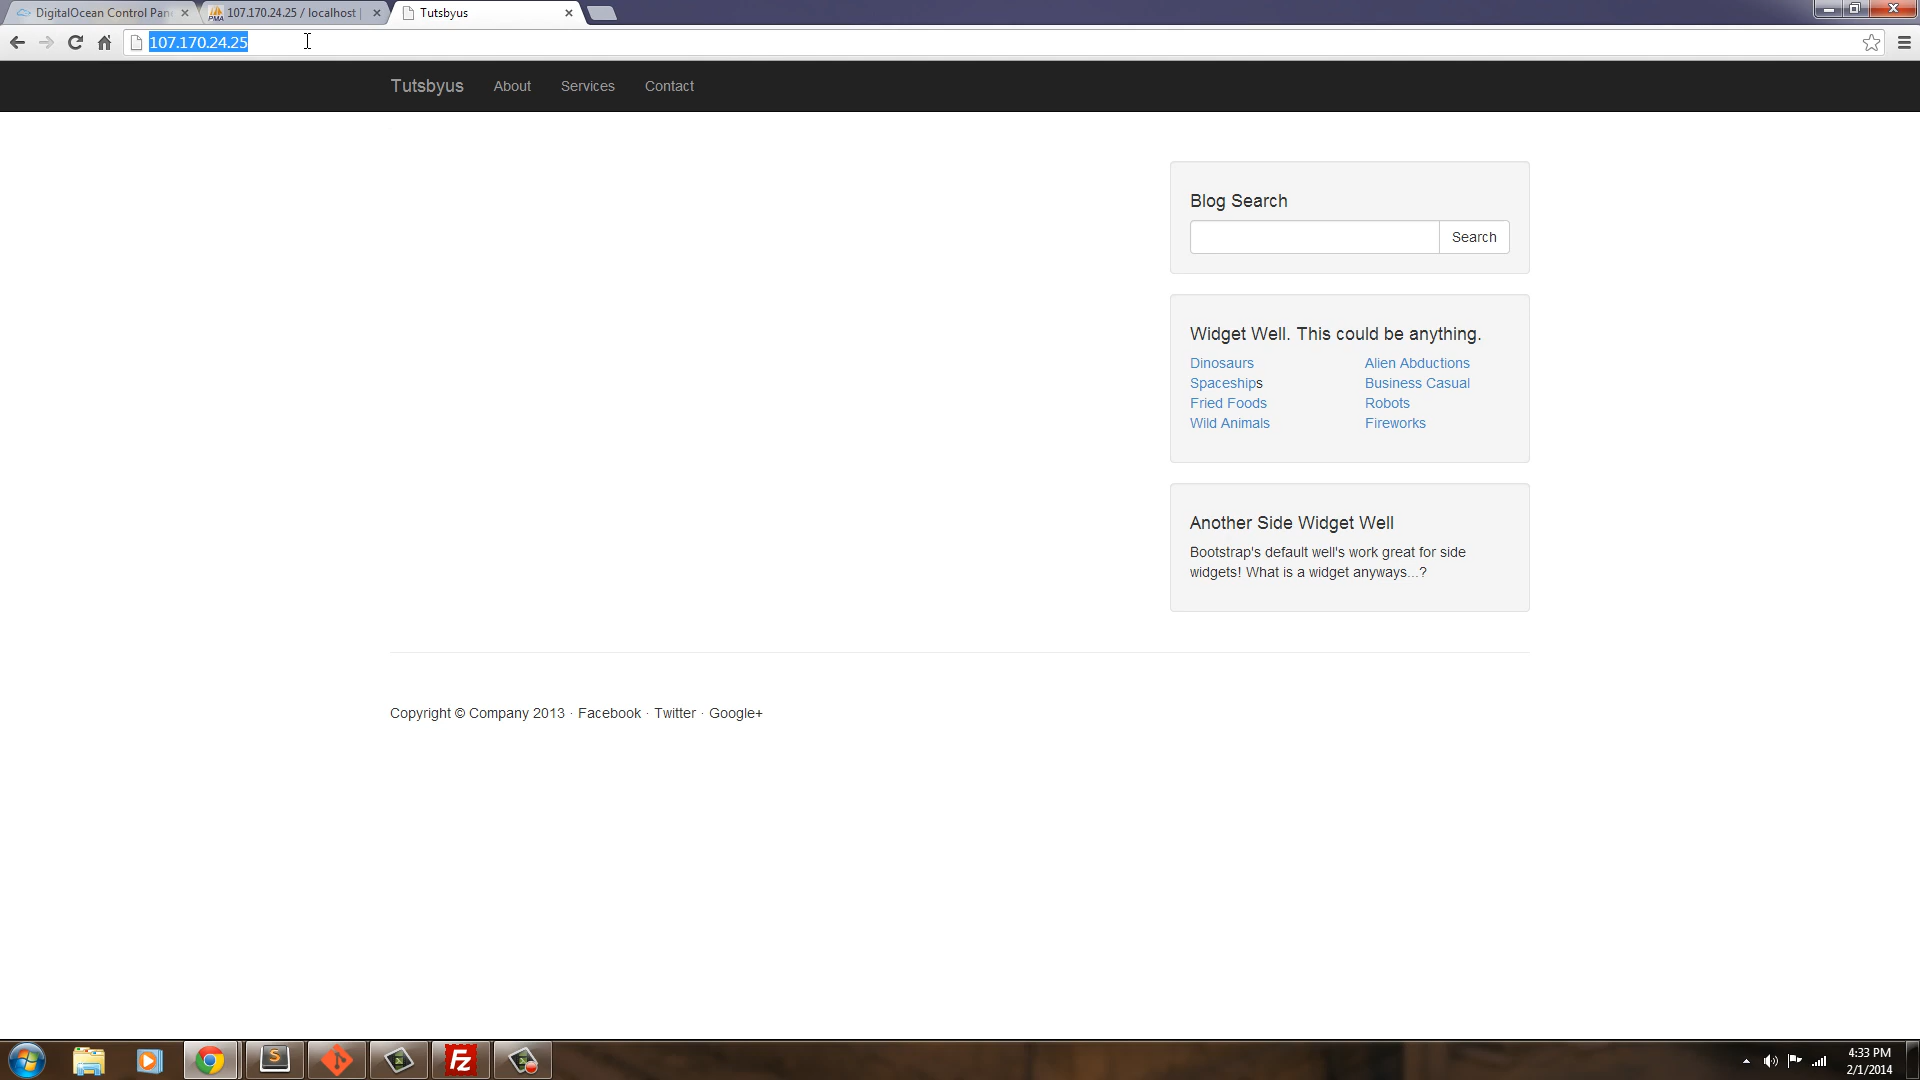 DigitalOcean Control Pane
107.170.24.25 / localhost |
Tutsbyus
107.170.24.25
Tutsbyus
About
Services
Contact
Blog Search
Search
Widget Well. This could be anything.
Dinosaurs
Alien Abductions
Spaceships
Business Casual
Fried Foods
Robots
Wild Animals
Fireworks
Another Side Widget Well
Bootstrap's default well's work great for side
widgets! What is a widget anyways...?
Copyright © Company 2013 · Facebook · Twitter · Google+
4:33 PM
2/1/2014